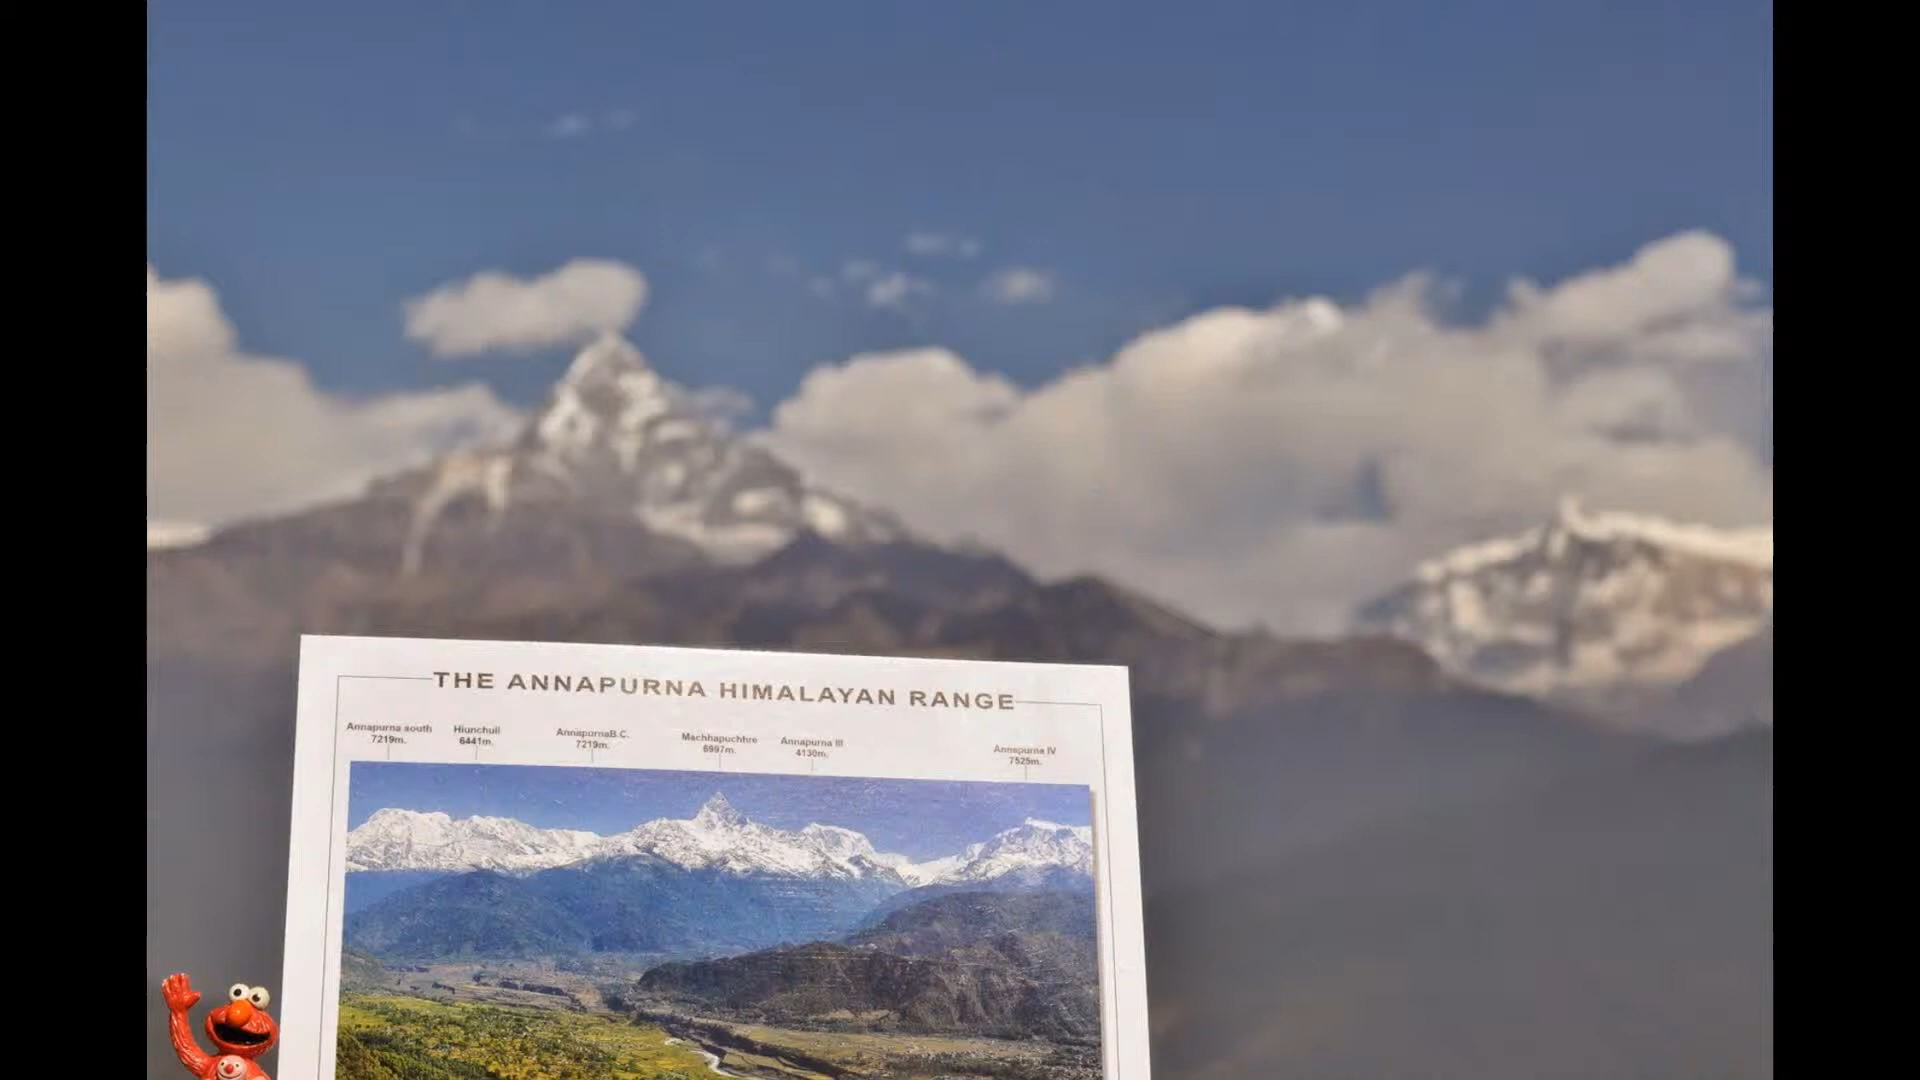 THE ANNAPURNA HIMALAYAN RANGE
Annapurna south
7219m.
Hiunchuli
6441m.
AnnapurnaB.C.
7219m.
Machhapuchhre
6997m.
Annapurna III
4130m.
Annapurna IV
7525m.